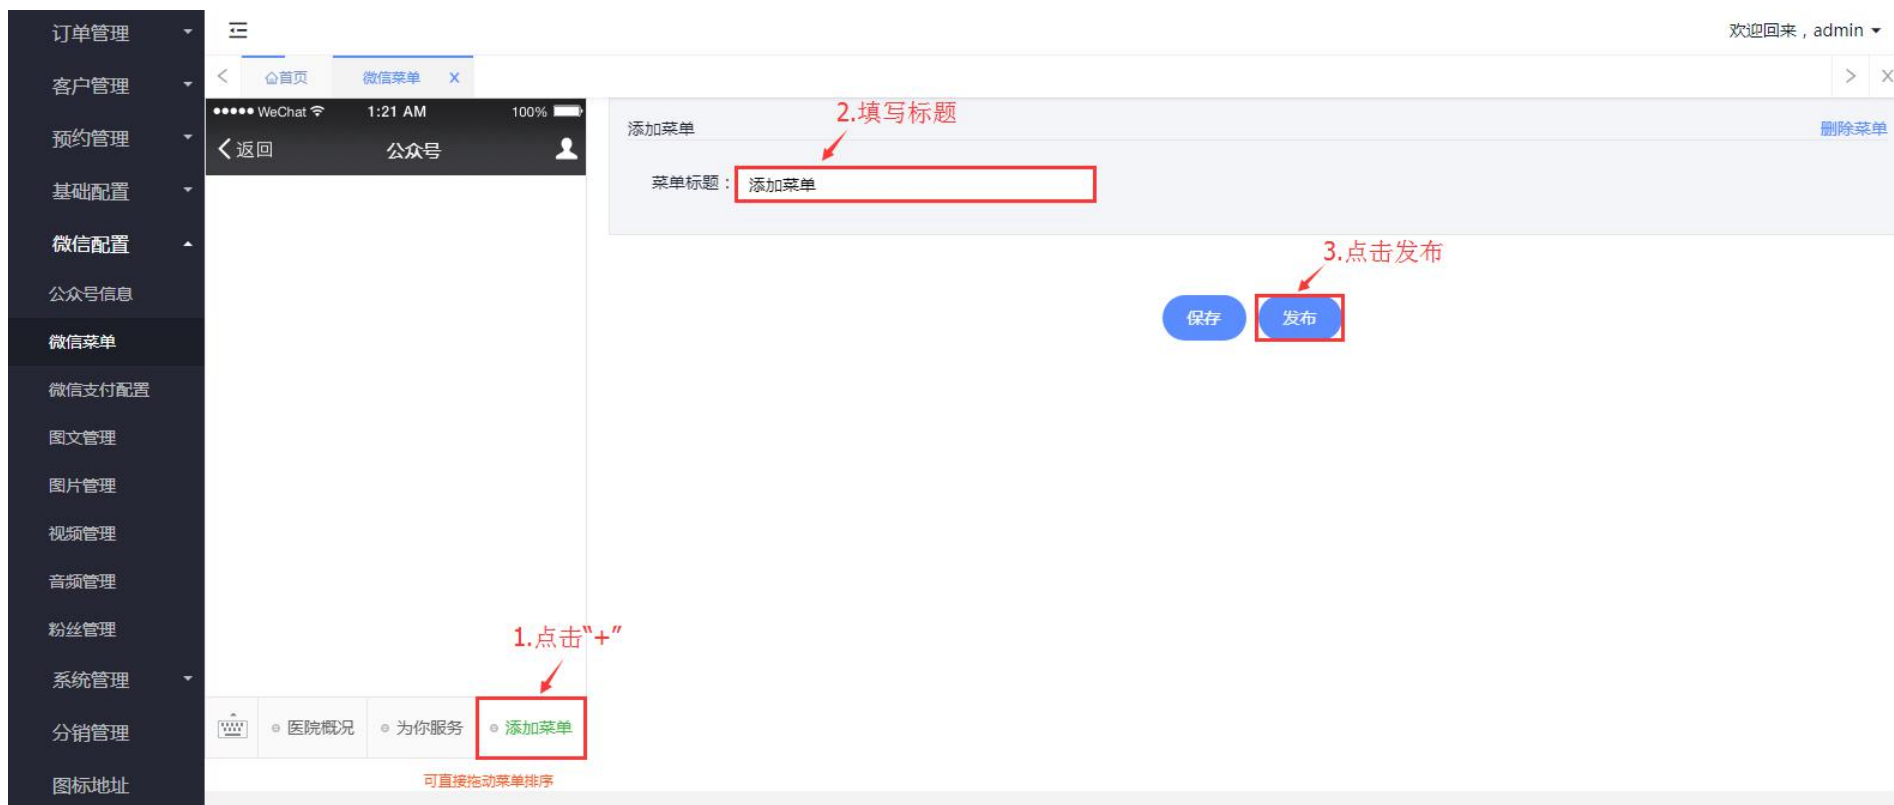 订单管理
客户管理
预约管理
基础配置
微信配置
公众号信息
微信菜单
微信支付配置
图文管理
图片管理
视频管理
音频管理
粉丝管理
系统管理
分销管理
图标地址
欢迎回来，admin
首页
微信菜单 X
X
WeChat 1:21 AM 100%
返回 公众号
添加菜单
删除菜单
2.填写标题
菜单标题： 添加菜单
3.点击发布
保存 发布
1.点击“+”
医院概况 为你服务 添加菜单
可直接拖动菜单排序